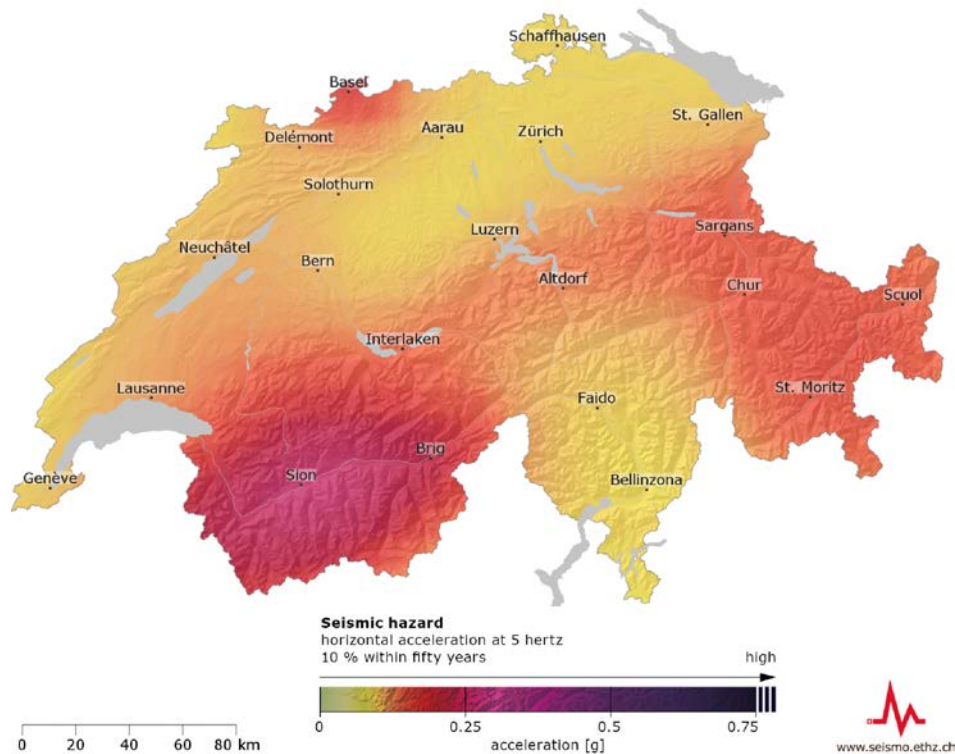 Schaffhausen
Basel
Delémont
Aarau
Zürich
St. Gallen
Solothurn
Neuchâtel
Bern
Luzern
Sargans
Altdorf
Chur
Scuol
Interlaken
Lausanne
Faido
St. Moritz
Genève
Sion
Brig
Bellinzona
Seismic hazard
horizontal acceleration at 5 hertz
10 % within fifty years
high
0 0.25 0.5 0.75
acceleration [g]
0 20 40 60 80 km
www.seismo.ethz.ch